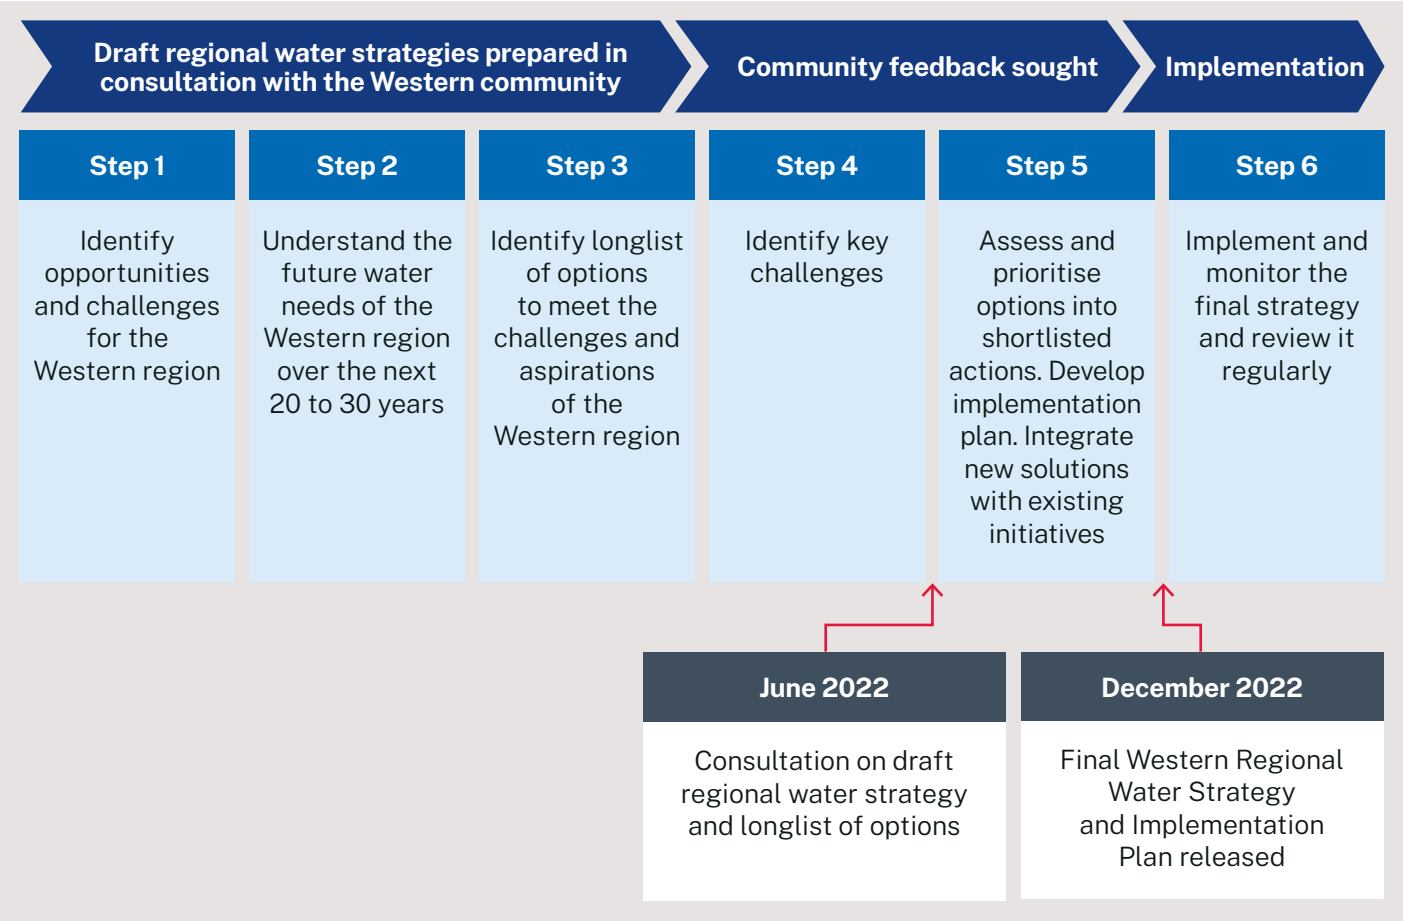 Draft regional water strategies prepared in
consultation with the Western community
Community feedback sought
Implementation
Step 1
Identify
opportunities
and challenges
for the
Western region
Step 2
Understand the
future water
needs of the
Western region
over the next
20 to 30 years
Step 3
Identify longlist
of options
to meet the
challenges and
aspirations
of the
Western region
Step 4
Identify key
challenges
Step 5
Assess and
prioritise
options into
shortlisted
actions. Develop
implementation
plan. Integrate
new solutions
with existing
initiatives
Step 6
Implement and
monitor the
final strategy
and review it
regularly
June 2022
Consultation on draft
regional water strategy
and longlist of options
December 2022
Final Western Regional
Water Strategy
and Implementation
Plan released